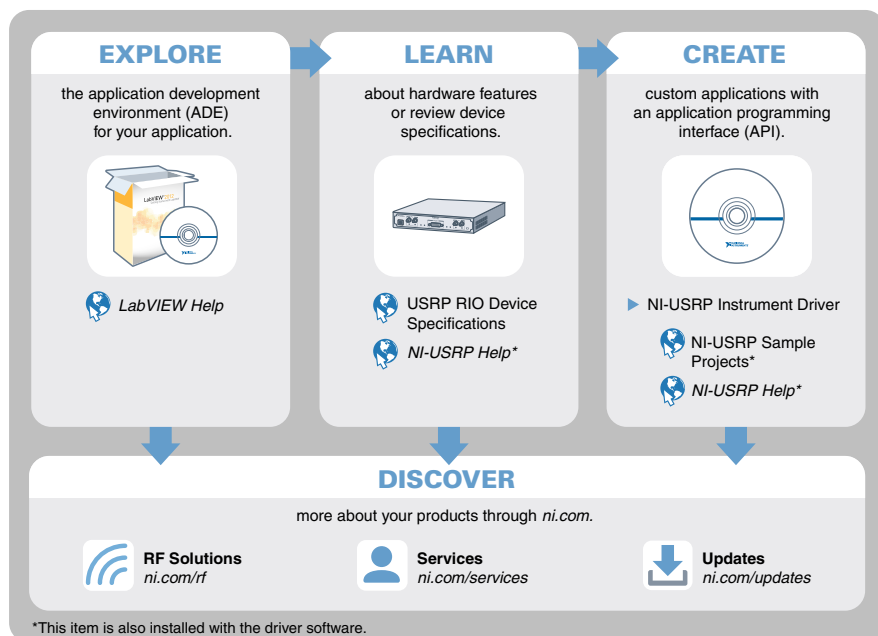 EXPLORE
the application development
environment (ADE)
for your application.
LabVIEW
LabVIEW Help
LEARN
about hardware features
or review device
specifications.
USRP RIO Device
Specifications
NI-USRP Help*
CREATE
custom applications with
an application programming
interface (API).
NATIONAL
INSTRUMENTS
NI-USRP Instrument Driver
NI-USRP Sample
Projects*
NI-USRP Help*
DISCOVER
more about your products through ni.com.
RF Solutions
ni.com/rf
Services
ni.com/services
Updates
ni.com/updates
*This item is also installed with the driver software.